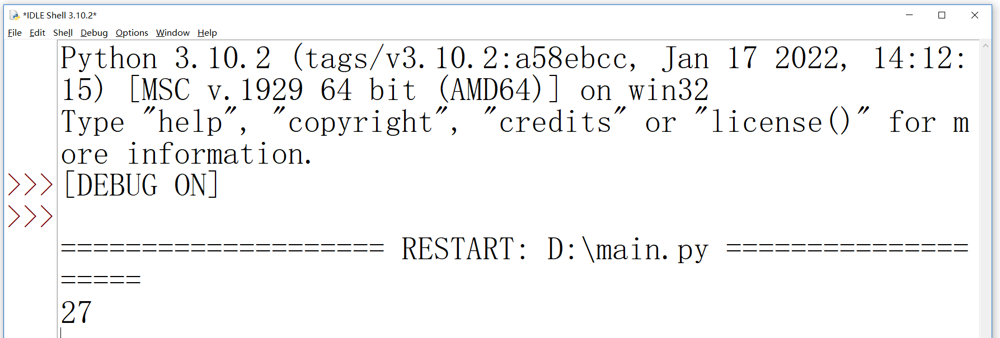 *IDLE Shell 3.10.2*
File Edit Shell Debug Options Window Help
Python 3.10.2 (tags/v3.10.2:a58ebcc, Jan 17 2022, 14:12:
15) [MSC v.1929 64 bit (AMD64)] on win32
Type "help", "copyright", "credits" or "license()" for m
ore information.
>>> [DEBUG ON]
>>>
==================== RESTART: D:\main.py ===============
=====
27